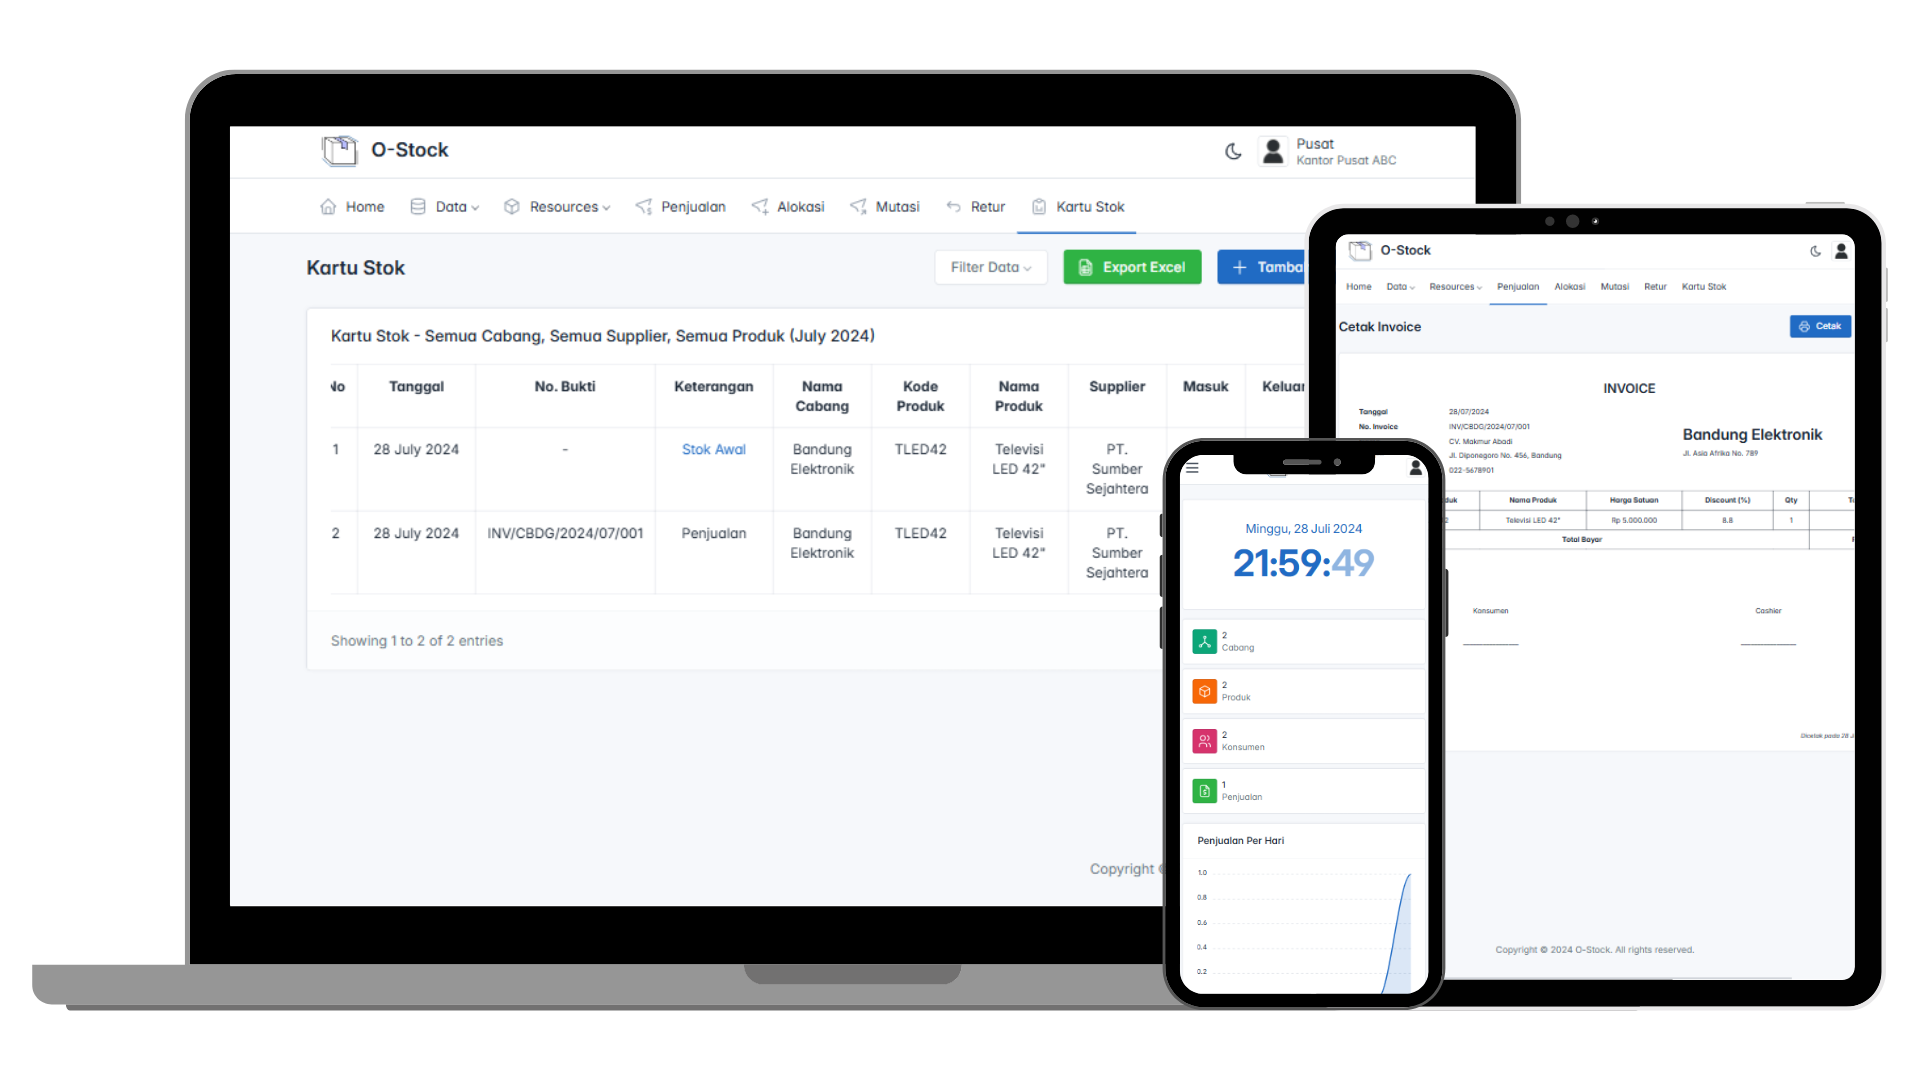 O-Stock
Pusat
Kantor Pusat ABC
Home Data Resources Penjualan Alokasi Mutasi Retur Kartu Stok
Kartu Stok
Filter Data Export Excel
Kartu Stok - Semua Cabang, Semua Supplier, Semua Produk (July 2024)
No Tanggal No. Bukti Keterangan Nama Cabang Kode Produk Nama Produk Supplier Masuk
1 28 July 2024 - Stok Awal Bandung Elektronik TLED42 Televisi LED 42" PT. Sumber Sejahtera
2 28 July 2024 INV/CBDG/2024/07/001 Penjualan Bandung Elektronik TLED42 Televisi LED 42" PT. Sumber Sejahtera
Showing 1 to 2 of 2 entries
Copyright
Minggu, 28 Juli 2024
21:59:49
2
Cabang
2
Produk
2
Konsumen
1
Penjualan
Penjualan Per Hari
1.0
0.8
0.6
0.4
0.2
O-Stock
Home Data Resources Penjualan Alokasi Mutasi Retur Kartu Stok
Cetak Invoice
Cetak
INVOICE
Tanggal 28/07/2024
No. Invoice INV/CBDG/2024/07/001
CV. Makmur Abadi
Jl. Diponegoro No. 456, Bandung
022-5678901
Bandung Elektronik
Jl. Asia Afrika No. 789
Nama Produk Harga Satuan Discount (%) Qty
2 Televisi LED 42" Rp 5.000.000 8.8 1
Total Bayar
Konsumen Cashier
Dicetak pada 28
Copyright © 2024 O-Stock. All rights reserved.